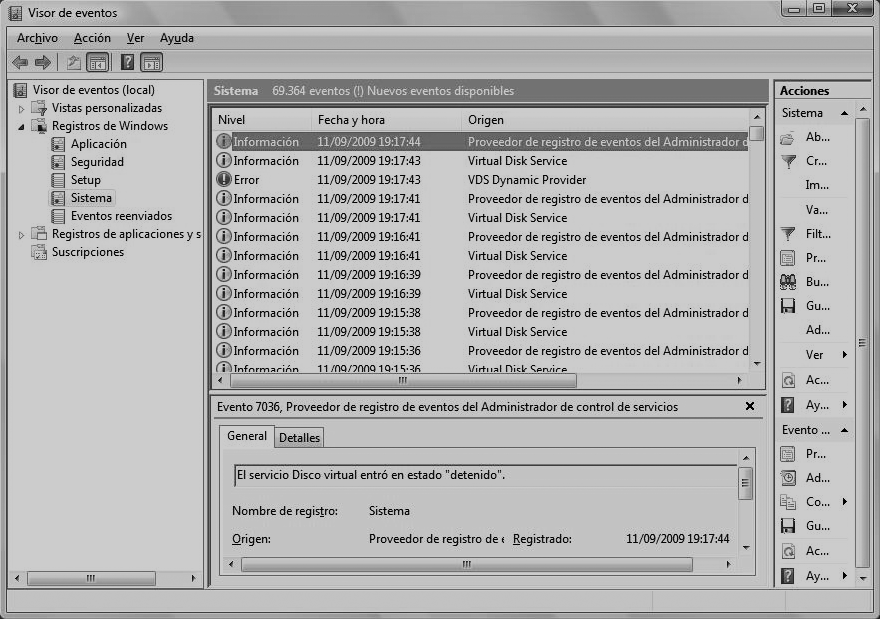 Visor de eventos
Archivo Acción Ver Ayuda
Visor de eventos (local)
Vistas personalizadas
Registros de Windows
Aplicación
Seguridad
Setup
Sistema
Eventos reenviados
Registros de aplicaciones y s
Suscripciones
Sistema 69.364 eventos (!) Nuevos eventos disponibles
Nivel Fecha y hora Origen
Información 11/09/2009 19:17:44 Proveedor de registro de eventos del Administrador d
Información 11/09/2009 19:17:43 Virtual Disk Service
Error 11/09/2009 19:17:43 VDS Dynamic Provider
Información 11/09/2009 19:17:41 Proveedor de registro de eventos del Administrador d
Información 11/09/2009 19:17:41 Virtual Disk Service
Información 11/09/2009 19:16:41 Proveedor de registro de eventos del Administrador d
Información 11/09/2009 19:16:41 Virtual Disk Service
Información 11/09/2009 19:16:39 Proveedor de registro de eventos del Administrador d
Información 11/09/2009 19:16:39 Virtual Disk Service
Información 11/09/2009 19:15:38 Proveedor de registro de eventos del Administrador d
Información 11/09/2009 19:15:38 Virtual Disk Service
Información 11/09/2009 19:15:36 Proveedor de registro de eventos del Administrador d
Información 11/09/2009 19:15:36 Virtual Disk Service
Evento 7036, Proveedor de registro de eventos del Administrador de control de servicios
General Detalles
El servicio Disco virtual entró en estado "detenido".
Nombre de registro: Sistema
Origen: Proveedor de registro de e Registrado: 11/09/2009 19:17:44
Acciones
Sistema
Ab...
Cr...
Im...
Va...
Filt...
Pr...
Bu...
Gu...
Ad...
Ver
Ac...
Ay...
Evento ...
Pr...
Ad...
Co...
Gu...
Ac...
Ay...